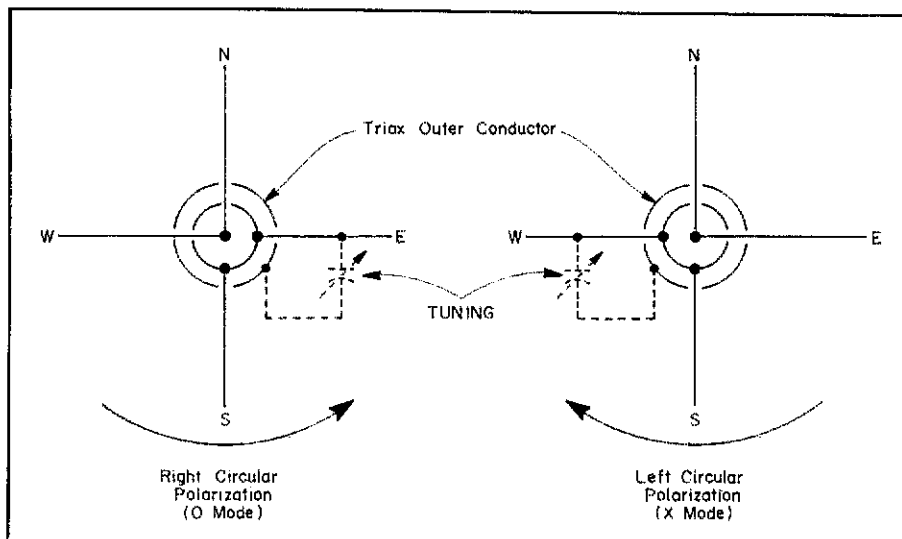 N
N
Triax Outer Conductor
W
E
W
E
TUNING
S
S
Right Circular
Polarization
(O Mode)
Left Circular
Polarization
(X Mode)